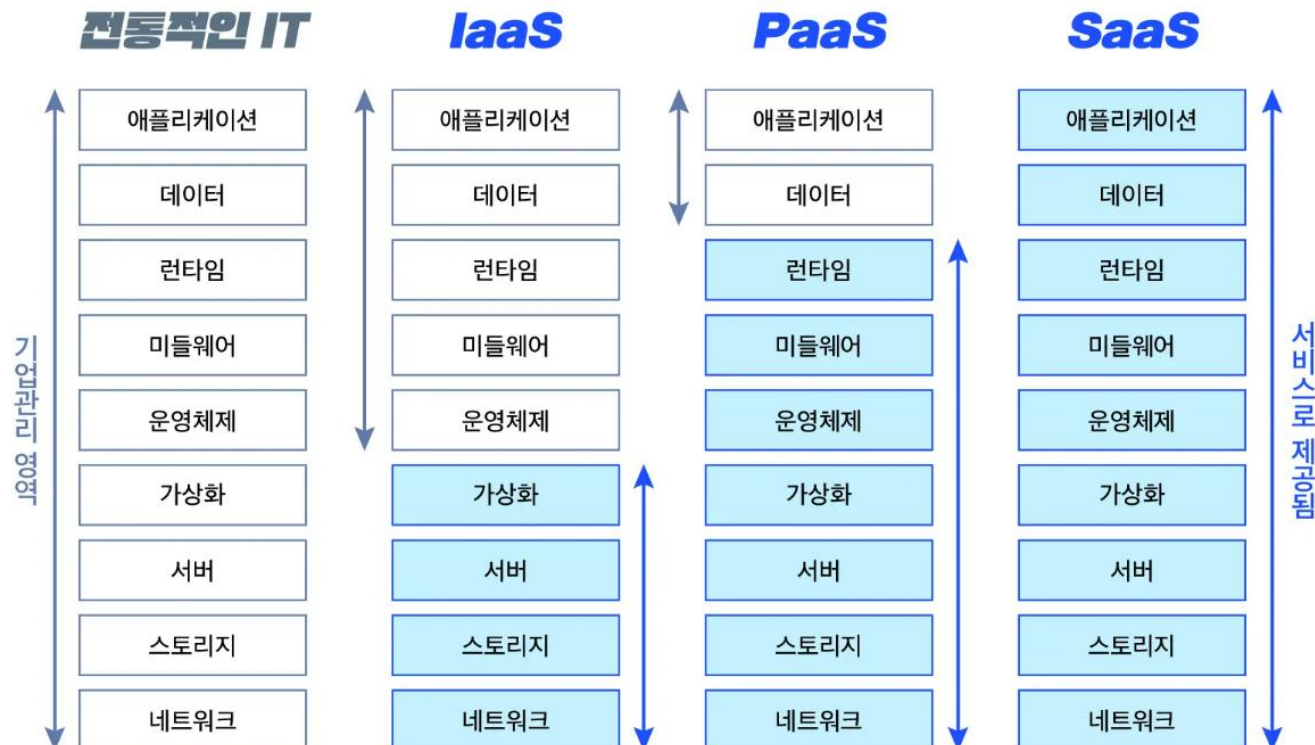 전통적인 IT
IaaS
PaaS
SaaS
애플리케이션
애플리케이션
애플리케이션
애플리케이션
데이터
데이터
데이터
데이터
런타임
런타임
런타임
런타임
미들웨어
미들웨어
미들웨어
미들웨어
운영체제
운영체제
운영체제
운영체제
가상화
가상화
가상화
가상화
서버
서버
서버
서버
스토리지
스토리지
스토리지
스토리지
네트워크
네트워크
네트워크
네트워크
기업관리 영역
서비스로 제공됨